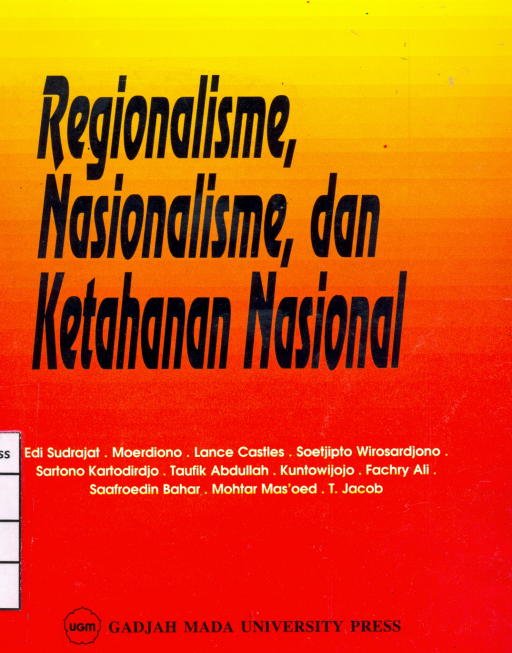 Regionalisme,
Nasionalisme, dan
Ketahanan Nasional
ss
Edi Sudrajat . Moerdiono . Lance Castles . Soetjipto Wirosardjono .
Sartono Kartodirdjo . Taufik Abdullah . Kuntowijojo . Fachry Ali .
Saafroedin Bahar . Mohtar Mas'oed . T. Jacob
UGM GADJAH MADA UNIVERSITY PRESS